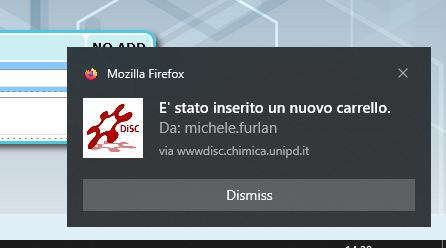 NO ADD
Mozilla Firefox
DiSC
E' stato inserito un nuovo carrello.
Da: michele.furlan
via wwwdisc.chimica.unipd.it
Dismiss